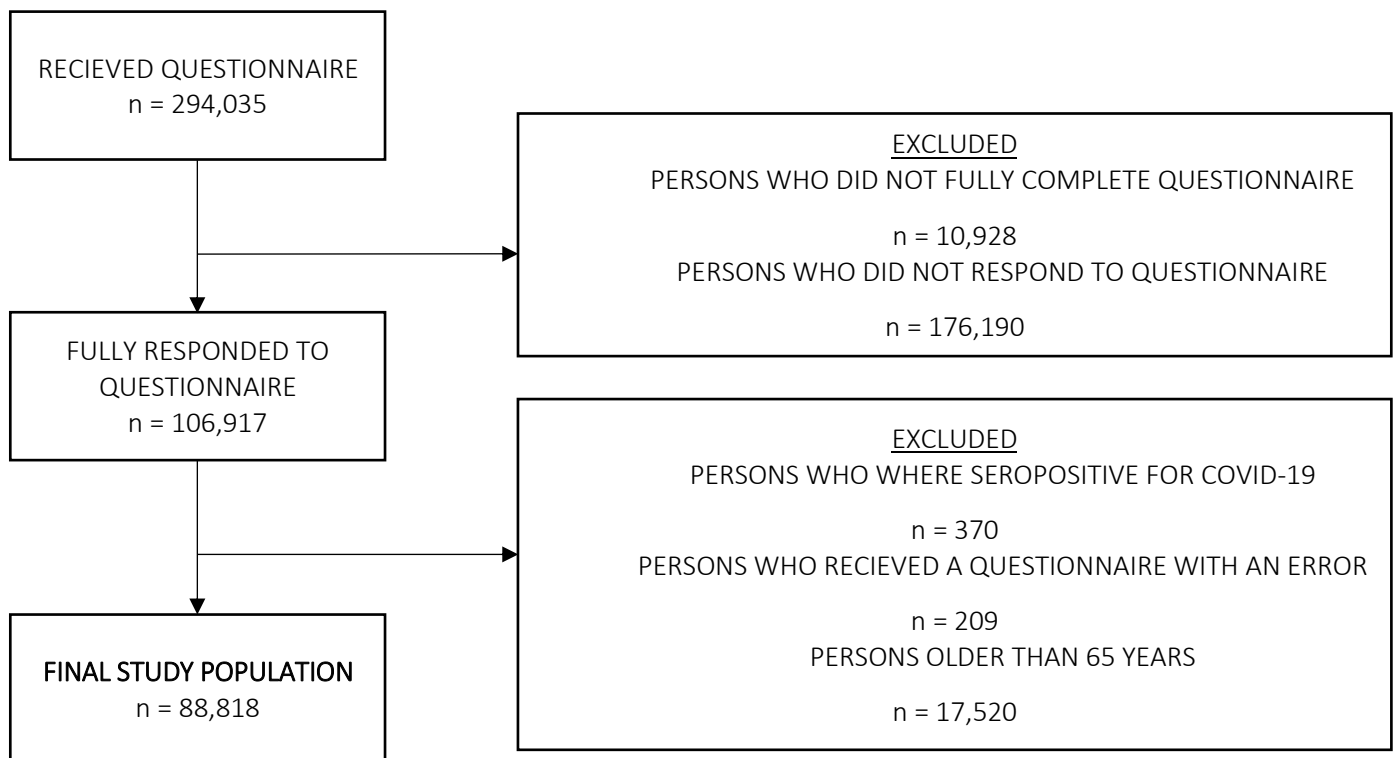 RECIEVED QUESTIONNAIRE
n = 294,035
EXCLUDED
PERSONS WHO DID NOT FULLY COMPLETE QUESTIONNAIRE
n = 10,928
PERSONS WHO DID NOT RESPOND TO QUESTIONNAIRE
n = 176,190
FULLY RESPONDED TO
QUESTIONNAIRE
n = 106,917
EXCLUDED
PERSONS WHO WHERE SEROPOSITIVE FOR COVID-19
n = 370
PERSONS WHO RECIEVED A QUESTIONNAIRE WITH AN ERROR
n = 209
PERSONS OLDER THAN 65 YEARS
n = 17,520
FINAL STUDY POPULATION
n = 88,818